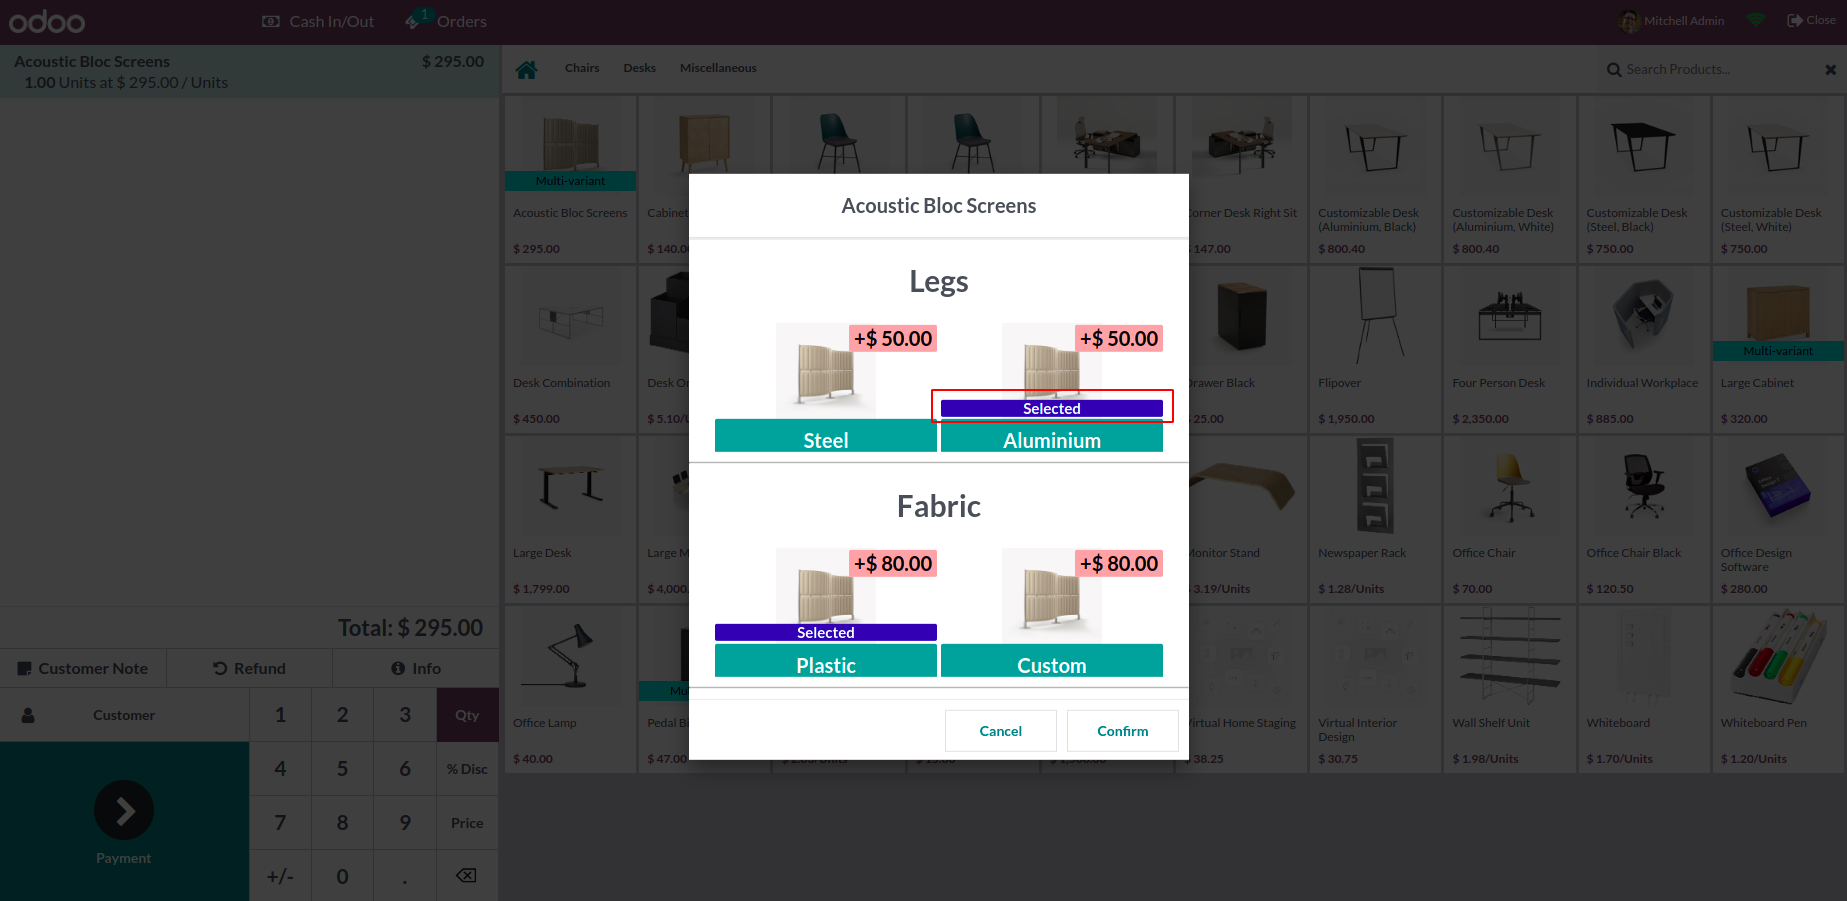 odoo
Cash In/Out
1
Orders
Mitchell Admin
Close
Acoustic Bloc Screens
$ 295.00
1.00 Units at $ 295.00 / Units
Chairs
Desks
Miscellaneous
Search Products...
Multi-variant
Acoustic Bloc Screens
$ 295.00
Cabinet
$ 140.0
Corner Desk Right Sit
$ 147.00
Customizable Desk
(Aluminium, Black)
$ 800.40
Customizable Desk
(Aluminium, White)
$ 800.40
Customizable Desk
(Steel, Black)
$ 750.00
Customizable Desk
(Steel, White)
$ 750.00
Acoustic Bloc Screens
Legs
+$ 50.00
Steel
+$ 50.00
Selected
Aluminium
Fabric
+$ 80.00
Selected
Plastic
+$ 80.00
Custom
Cancel
Confirm
Desk Combination
$ 450.00
Desk Or
$ 5.10/U
Drawer Black
$ 25.00
Flipover
$ 1,950.00
Four Person Desk
$ 2,350.00
Individual Workplace
$ 885.00
Multi-variant
Large Cabinet
$ 320.00
Large Desk
$ 1,799.00
Large M
$ 4,000.
Monitor Stand
$ 3.19/Units
Newspaper Rack
$ 1.28/Units
Office Chair
$ 70.00
Office Chair Black
$ 120.50
Office Design
Software
$ 280.00
Office Lamp
$ 40.00
Mu
Pedal Bi
$ 47.00
Virtual Home Staging
$ 38.25
Virtual Interior
Design
$ 30.75
Wall Shelf Unit
$ 1.98/Units
Whiteboard
$ 1.70/Units
Whiteboard Pen
$ 1.20/Units
Total: $ 295.00
Customer Note
Refund
Info
Customer
1 2 3 Qty
4 5 6 % Disc
7 8 9 Price
+/- 0 .
Payment